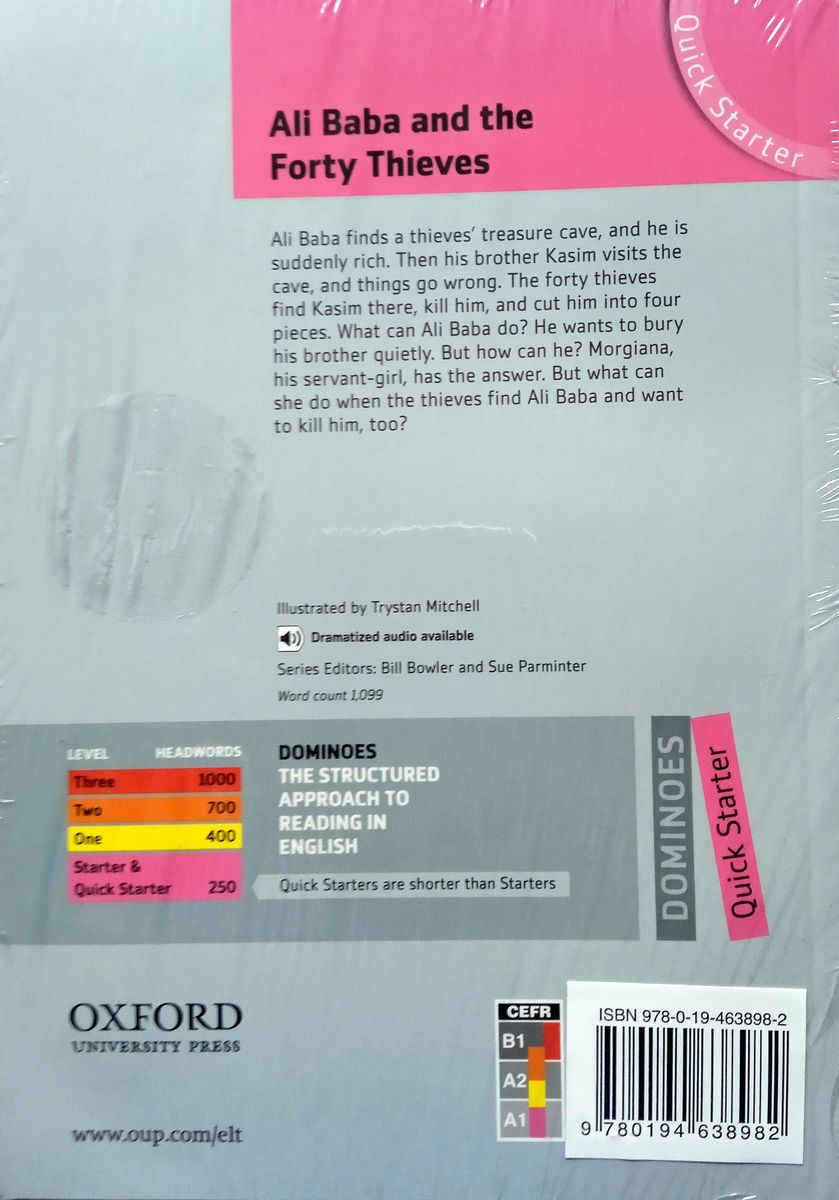 Quick Starter
Ali Baba and the
Forty Thieves
Ali Baba finds a thieves' treasure cave, and he is
suddenly rich. Then his brother Kasim visits the
cave, and things go wrong. The forty thieves
find Kasim there, kill him, and cut him into four
pieces. What can Ali Baba do? He wants to bury
his brother quietly. But how can he? Morgiana,
his servant-girl, has the answer. But what can
she do when the thieves find Ali Baba and want
to kill him, too?
Illustrated by Trystan Mitchell
Dramatized audio available
Series Editors: Bill Bowler and Sue Parminter
Word count 1,099
LEVEL HEADWORDS
Three 1000
Two 700
One 400
Starter &
Quick Starter 250
DOMINOES
THE STRUCTURED
APPROACH TO
READING IN
ENGLISH
Quick Starters are shorter than Starters
DOMINOES
Quick Starter
OXFORD
UNIVERSITY PRESS
www.oup.com/elt
CEFR
B1
A2
A1
ISBN 978-0-19-463898-2
9 780194 638982